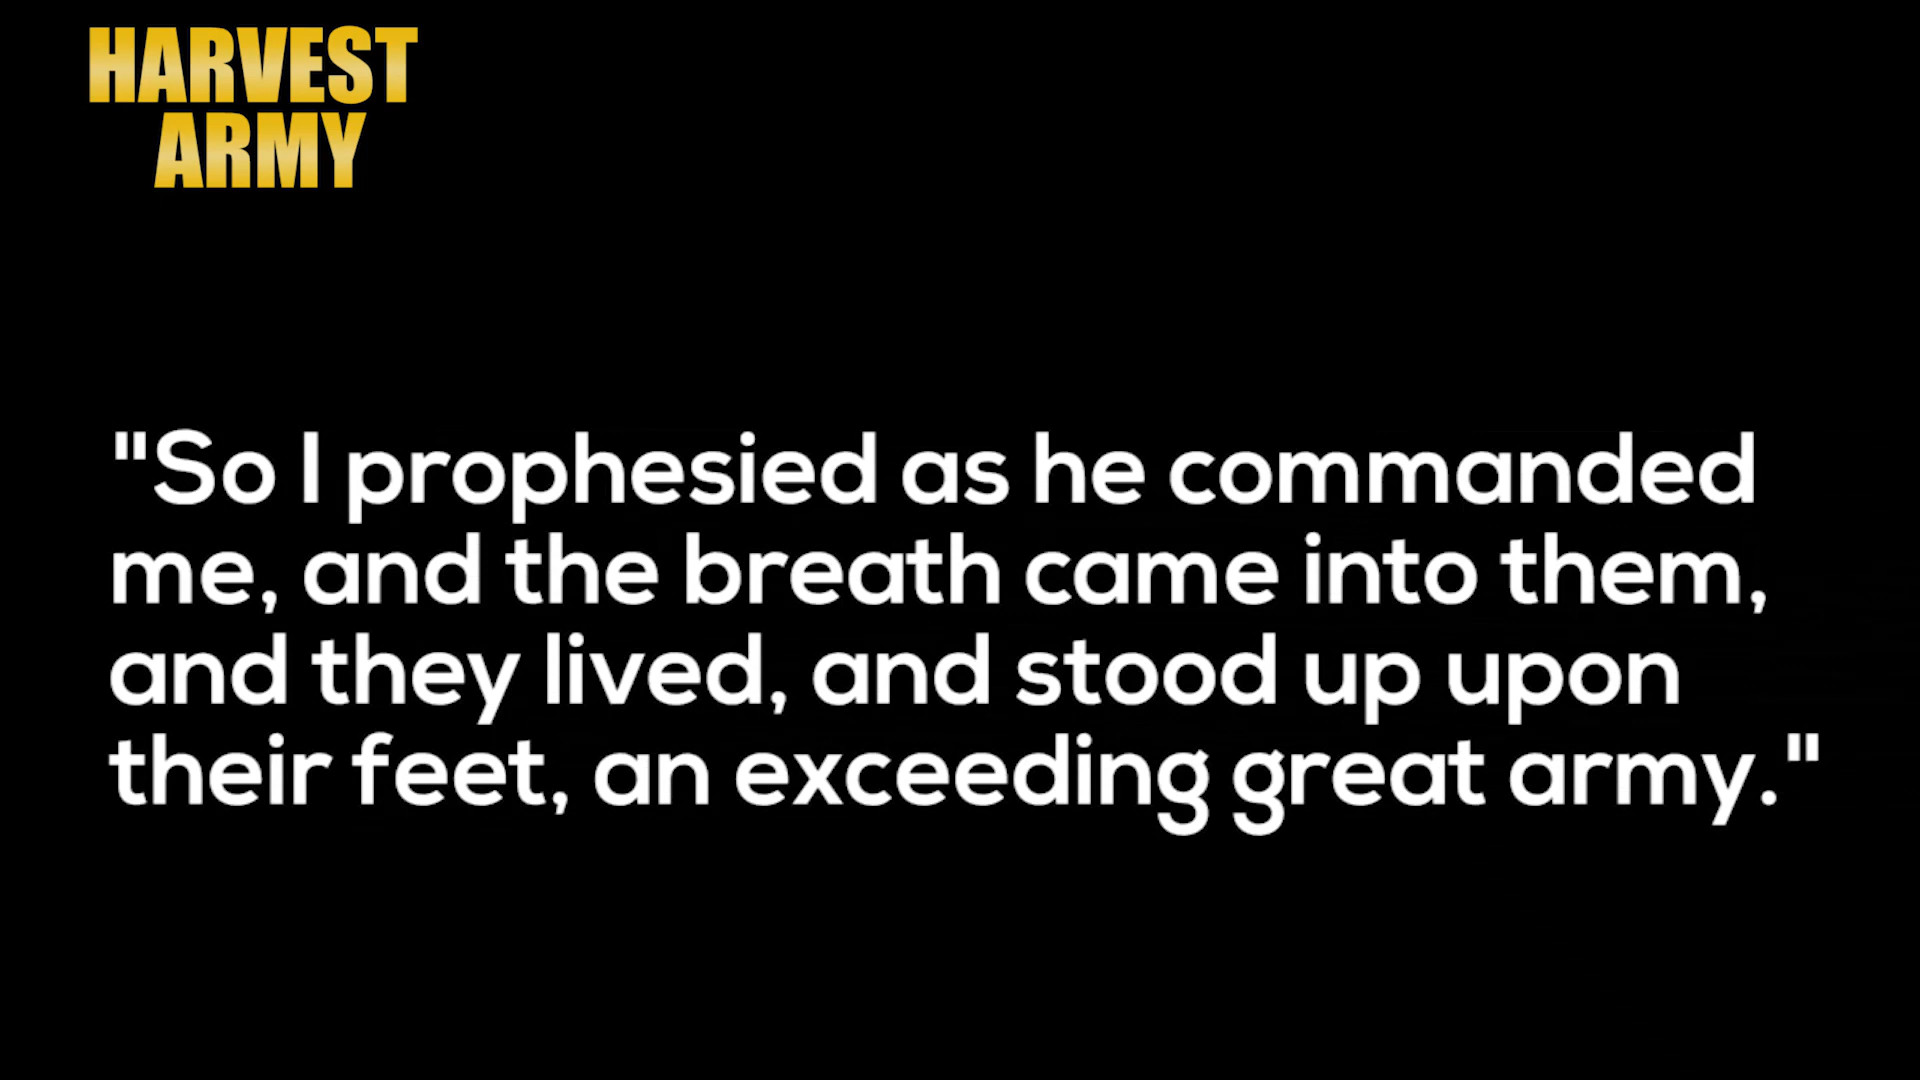 HARVEST
ARMY
"So I prophesied as he commanded
me, and the breath came into them,
and they lived, and stood up upon
their feet, an exceeding great army."